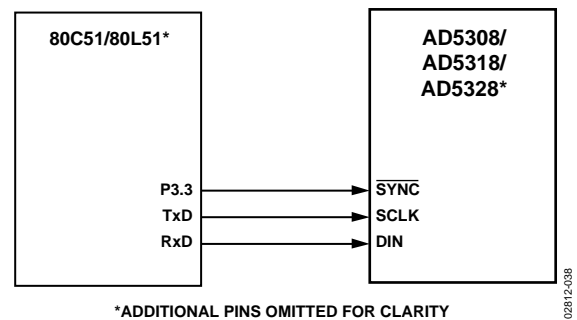 80C51/80L51*
AD5308/
AD5318/
AD5328*
P3.3
SYNC
TxD
SCLK
RxD
DIN
*ADDITIONAL PINS OMITTED FOR CLARITY
02812-038